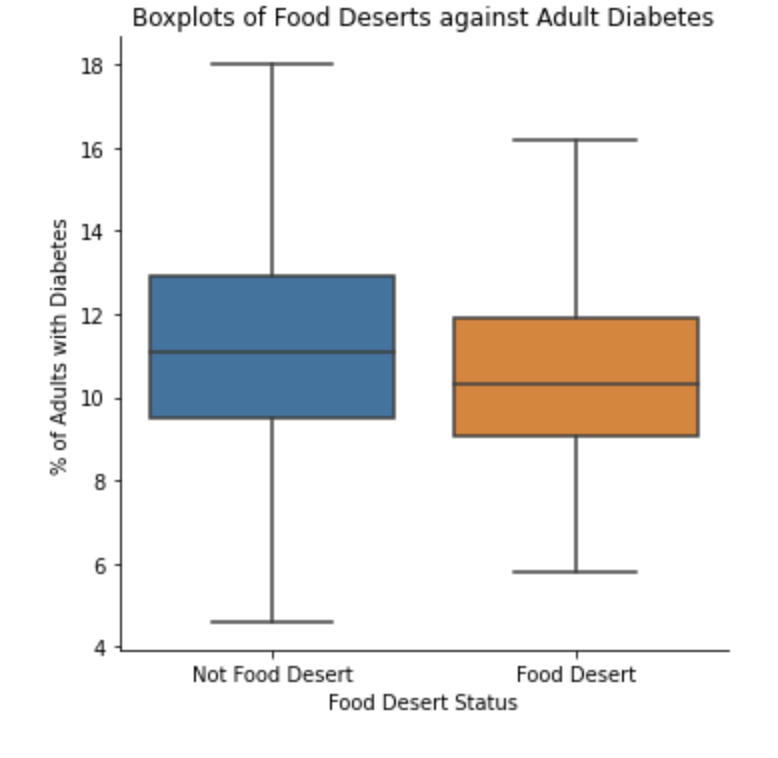 Boxplots of Food Deserts against Adult Diabetes
18
16
14
12
10
8
6
4
% of Adults with Diabetes
Not Food Desert
Food Desert
Food Desert Status